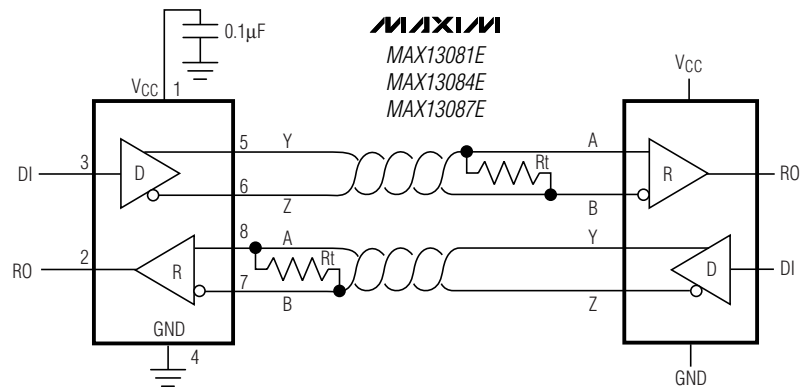 0.1µF
MAXIM
MAX13081E
MAX13084E
MAX13087E
VCC 1
VCC
DI 3 D 5 Y A R RO
6 Z Rt B
RO 2 R 8 A Y D DI
7 B Rt Z
GND
4
GND